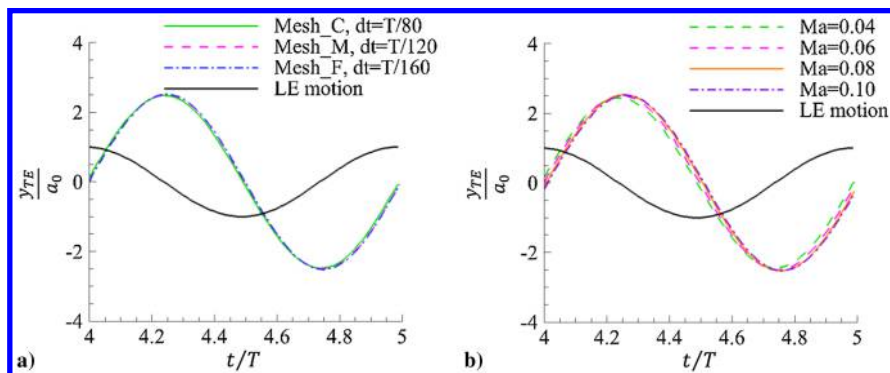 Mesh_C, dt=T/80
Mesh_M, dt=T/120
Mesh_F, dt=T/160
LE motion
4
2
0
-2
-4
y_TE
a_0
4
4.2
4.4
4.6
4.8
5
t/T
a)
Ma=0.04
Ma=0.06
Ma=0.08
Ma=0.10
LE motion
4
2
0
-2
-4
y_TE
a_0
4
4.2
4.4
4.6
4.8
5
t/T
b)